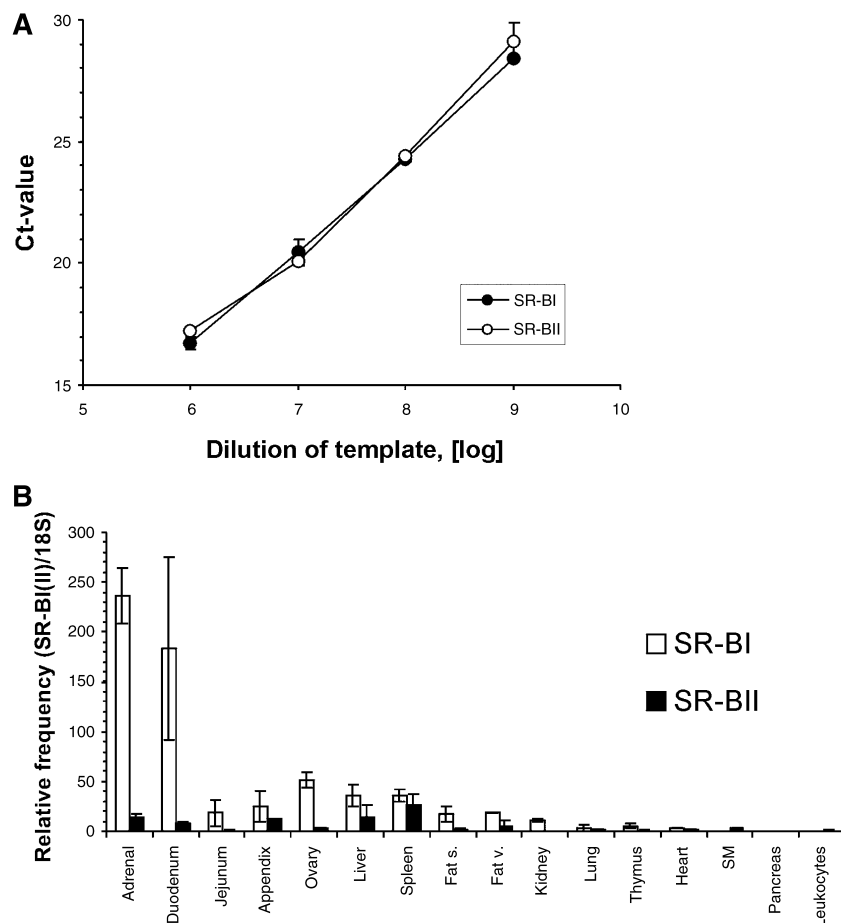 A
30
25
20
15
Ct-value
5 6 7 8 9 10
Dilution of template, [log]
SR-BI
SR-BII
B
Relative frequency (SR-BI(II)/18S)
300
250
200
150
100
50
0
SR-BI
SR-BII
Adrenal
Duodenum
Jejunum
Appendix
Ovary
Liver
Spleen
Fat s.
Fat v.
Kidney
Lung
Thymus
Heart
SM
Pancreas
Leukocytes